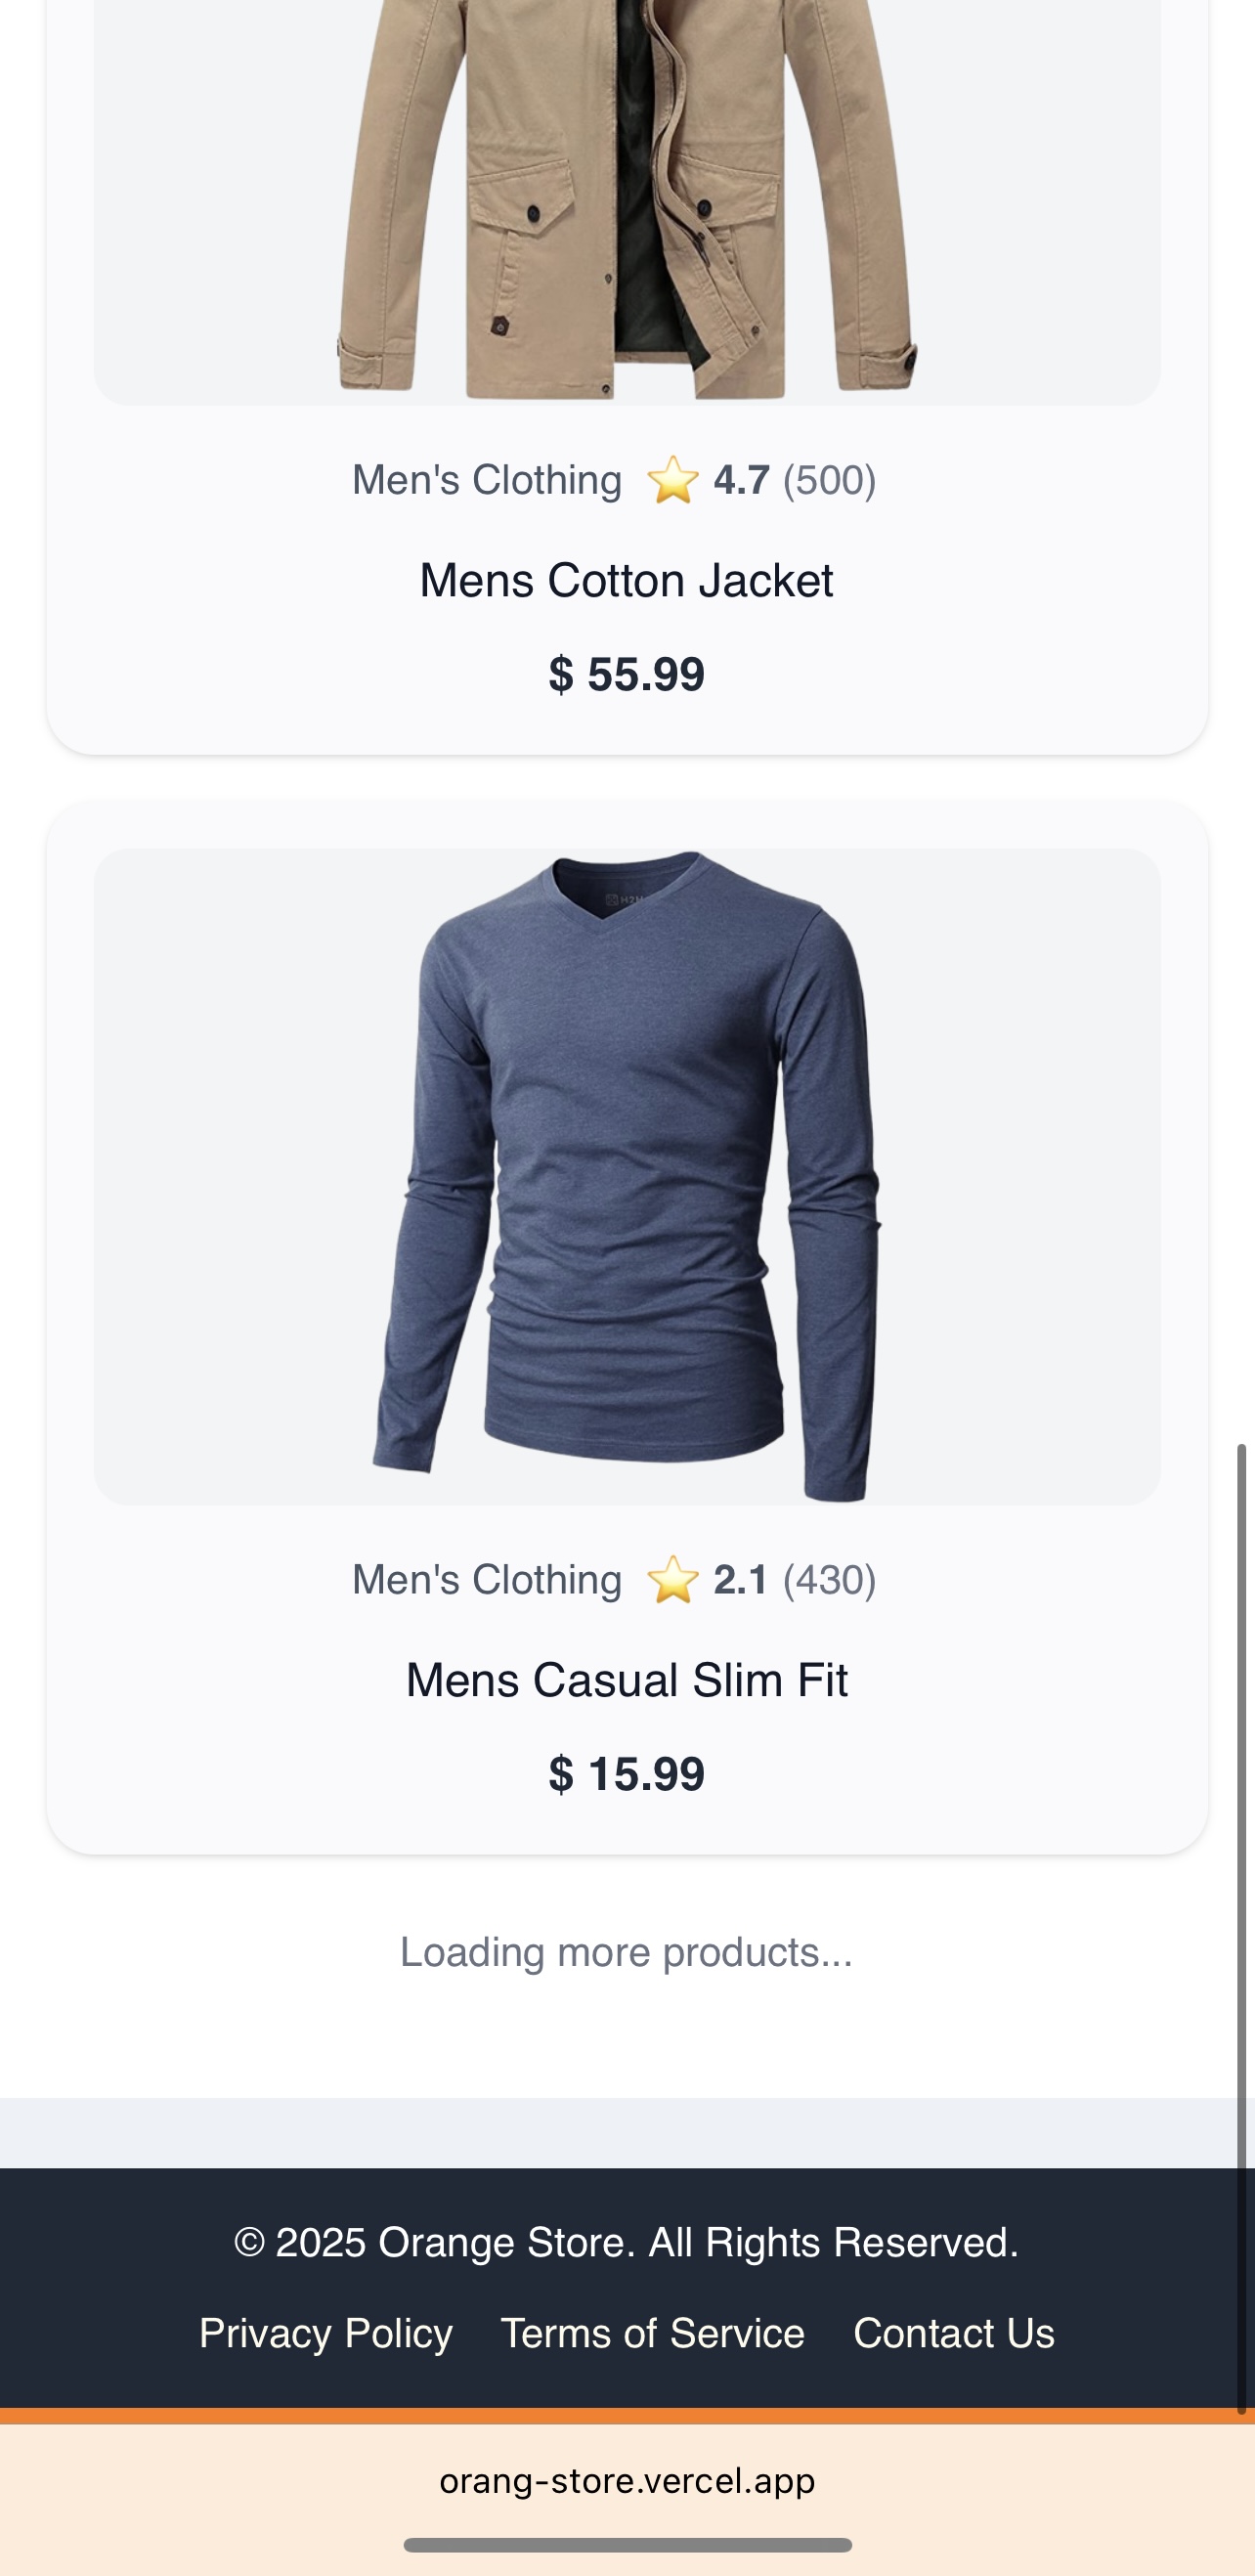 Men's Clothing ⭐ 4.7 (500)
Mens Cotton Jacket
$ 55.99
Men's Clothing ⭐ 2.1 (430)
Mens Casual Slim Fit
$ 15.99
Loading more products...
© 2025 Orange Store. All Rights Reserved.
Privacy Policy Terms of Service Contact Us
orang-store.vercel.app